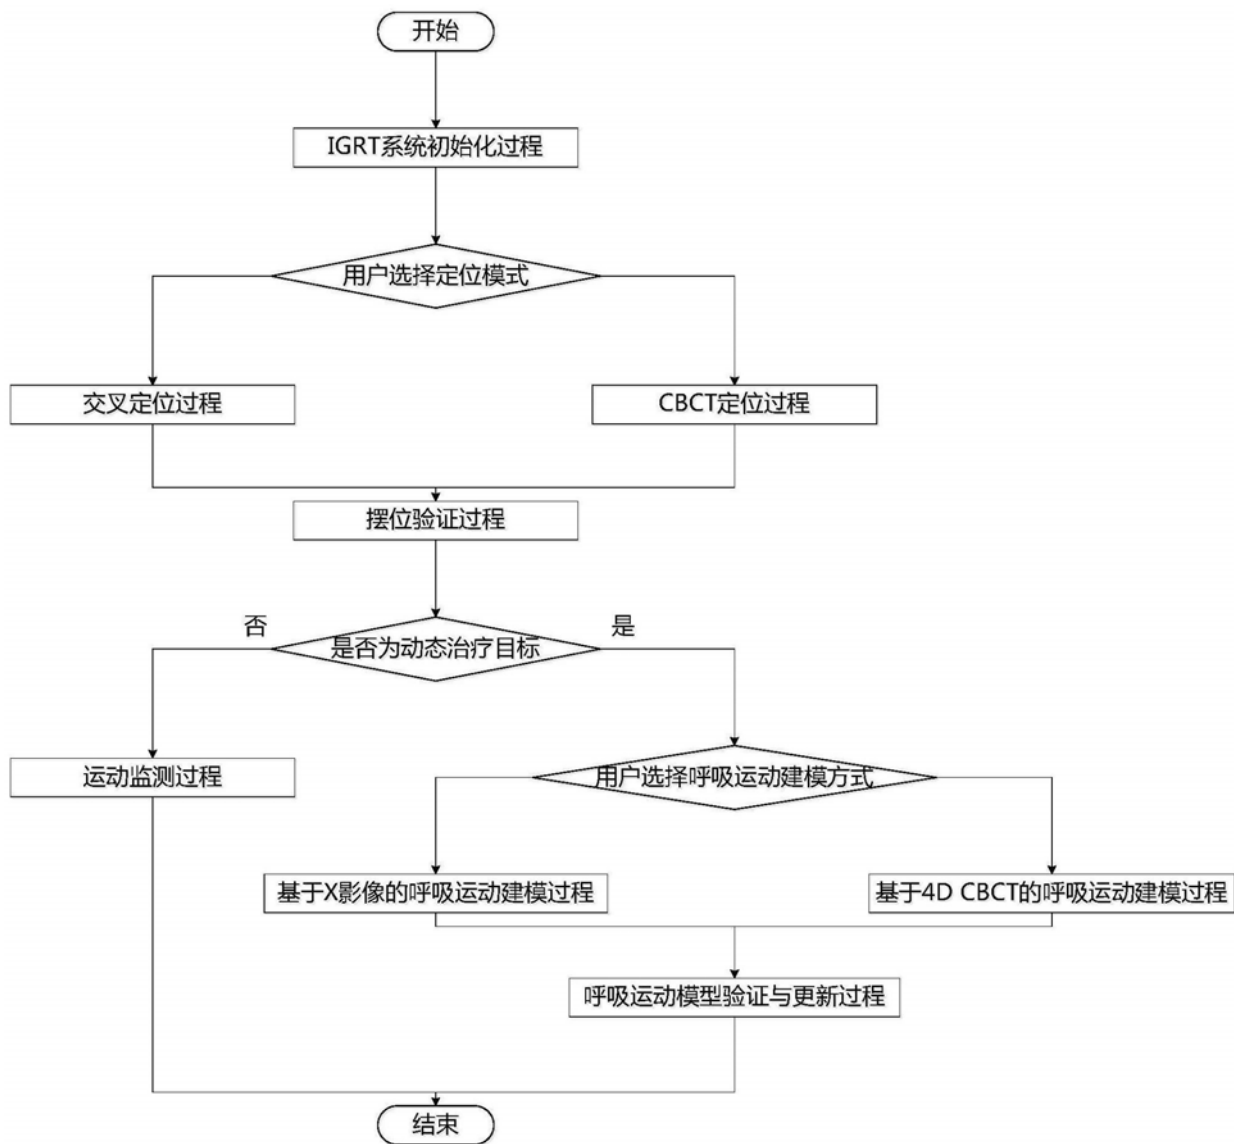 开始
IGRT系统初始化过程
用户选择定位模式
交叉定位过程
CBCT定位过程
摆位验证过程
否
是
是否为动态治疗目标
运动监测过程
用户选择呼吸运动建模方式
基于X影像的呼吸运动建模过程
基于4D CBCT的呼吸运动建模过程
呼吸运动模型验证与更新过程
结束